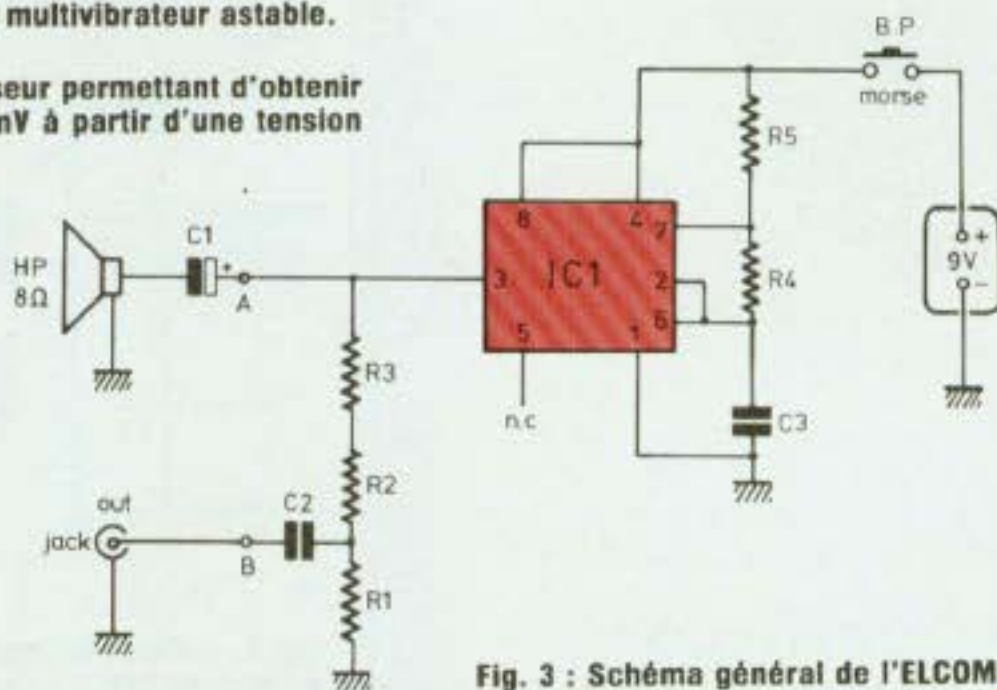 multivibrateur astable.
seur permettant d'obtenir
nV à partir d'une tension
B.P
morse
R5
8
4
7
HP
8Ω
C1
+
A
3
IC1
2
R4
+
9V
-
6
5
1
R3
n.c
C3
R2
out
C2
jack
B
R1
Fig. 3 : Schéma général de l'ELCOM